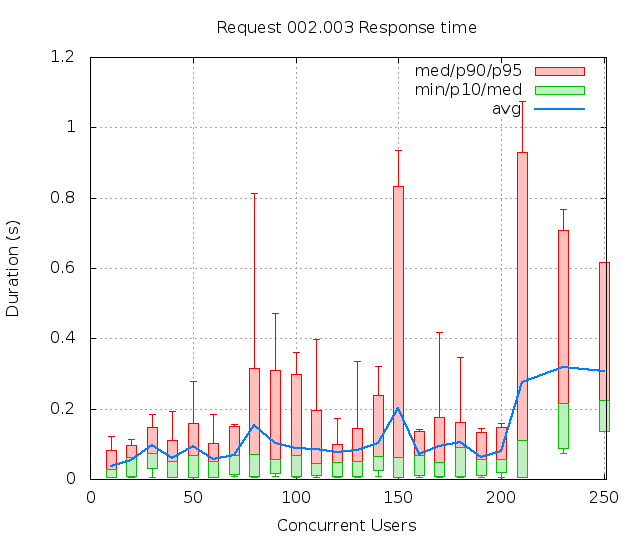 Request 002.003 Response time
1.2
1
0.8
0.6
0.4
0.2
0
Duration (s)
med/p90/p95
min/p10/med
avg
0 50 100 150 200 250
Concurrent Users